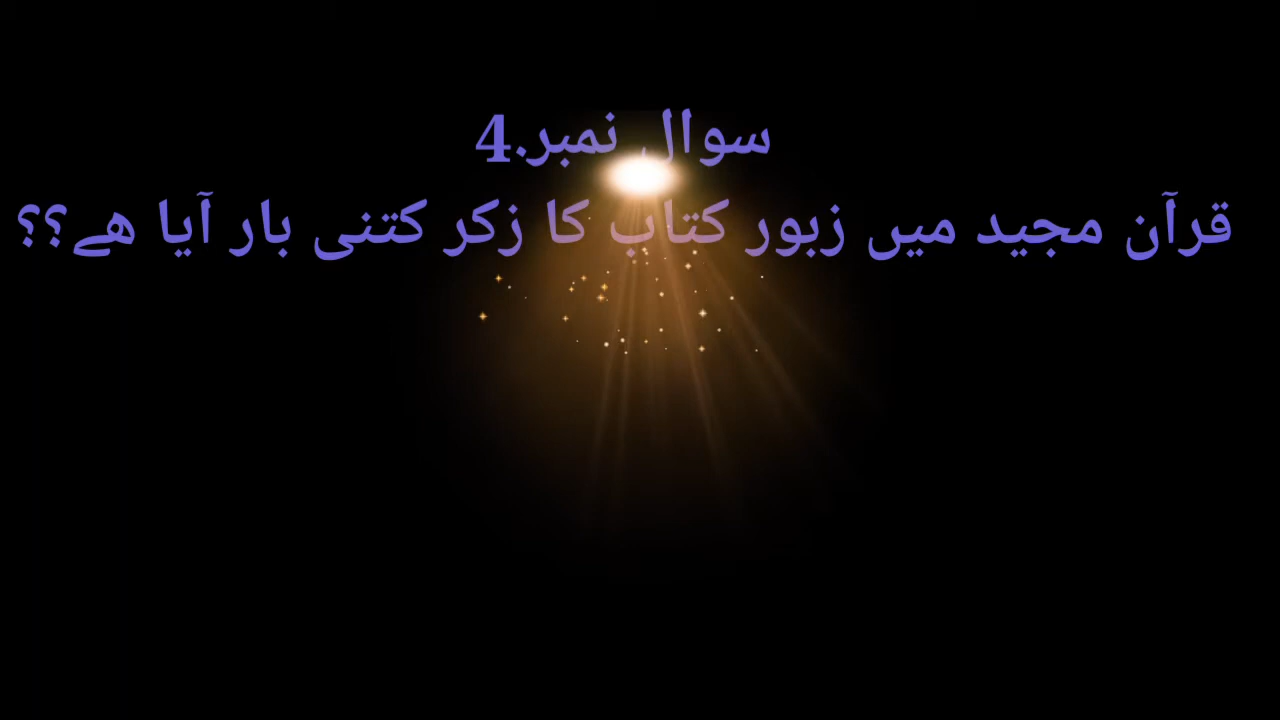 سوال نمبر.4
قرآن مجید میں زبور کتاب کا زکر کتنی بار آیا ھے؟؟